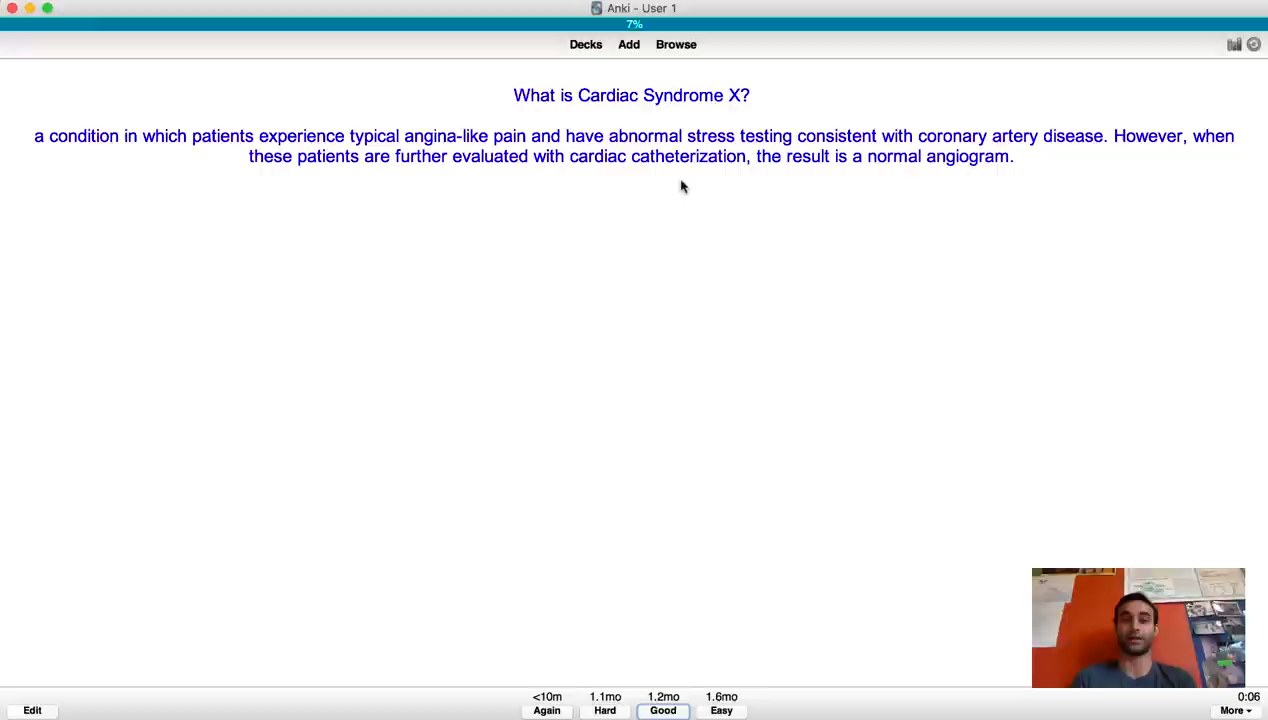 Anki - User 1
7%
Decks Add Browse
What is Cardiac Syndrome X?
a condition in which patients experience typical angina-like pain and have abnormal stress testing consistent with coronary artery disease. However, when
these patients are further evaluated with cardiac catheterization, the result is a normal angiogram.
<10m 1.1mo 1.2mo 1.6mo 0:06
Edit Again Hard Good Easy More